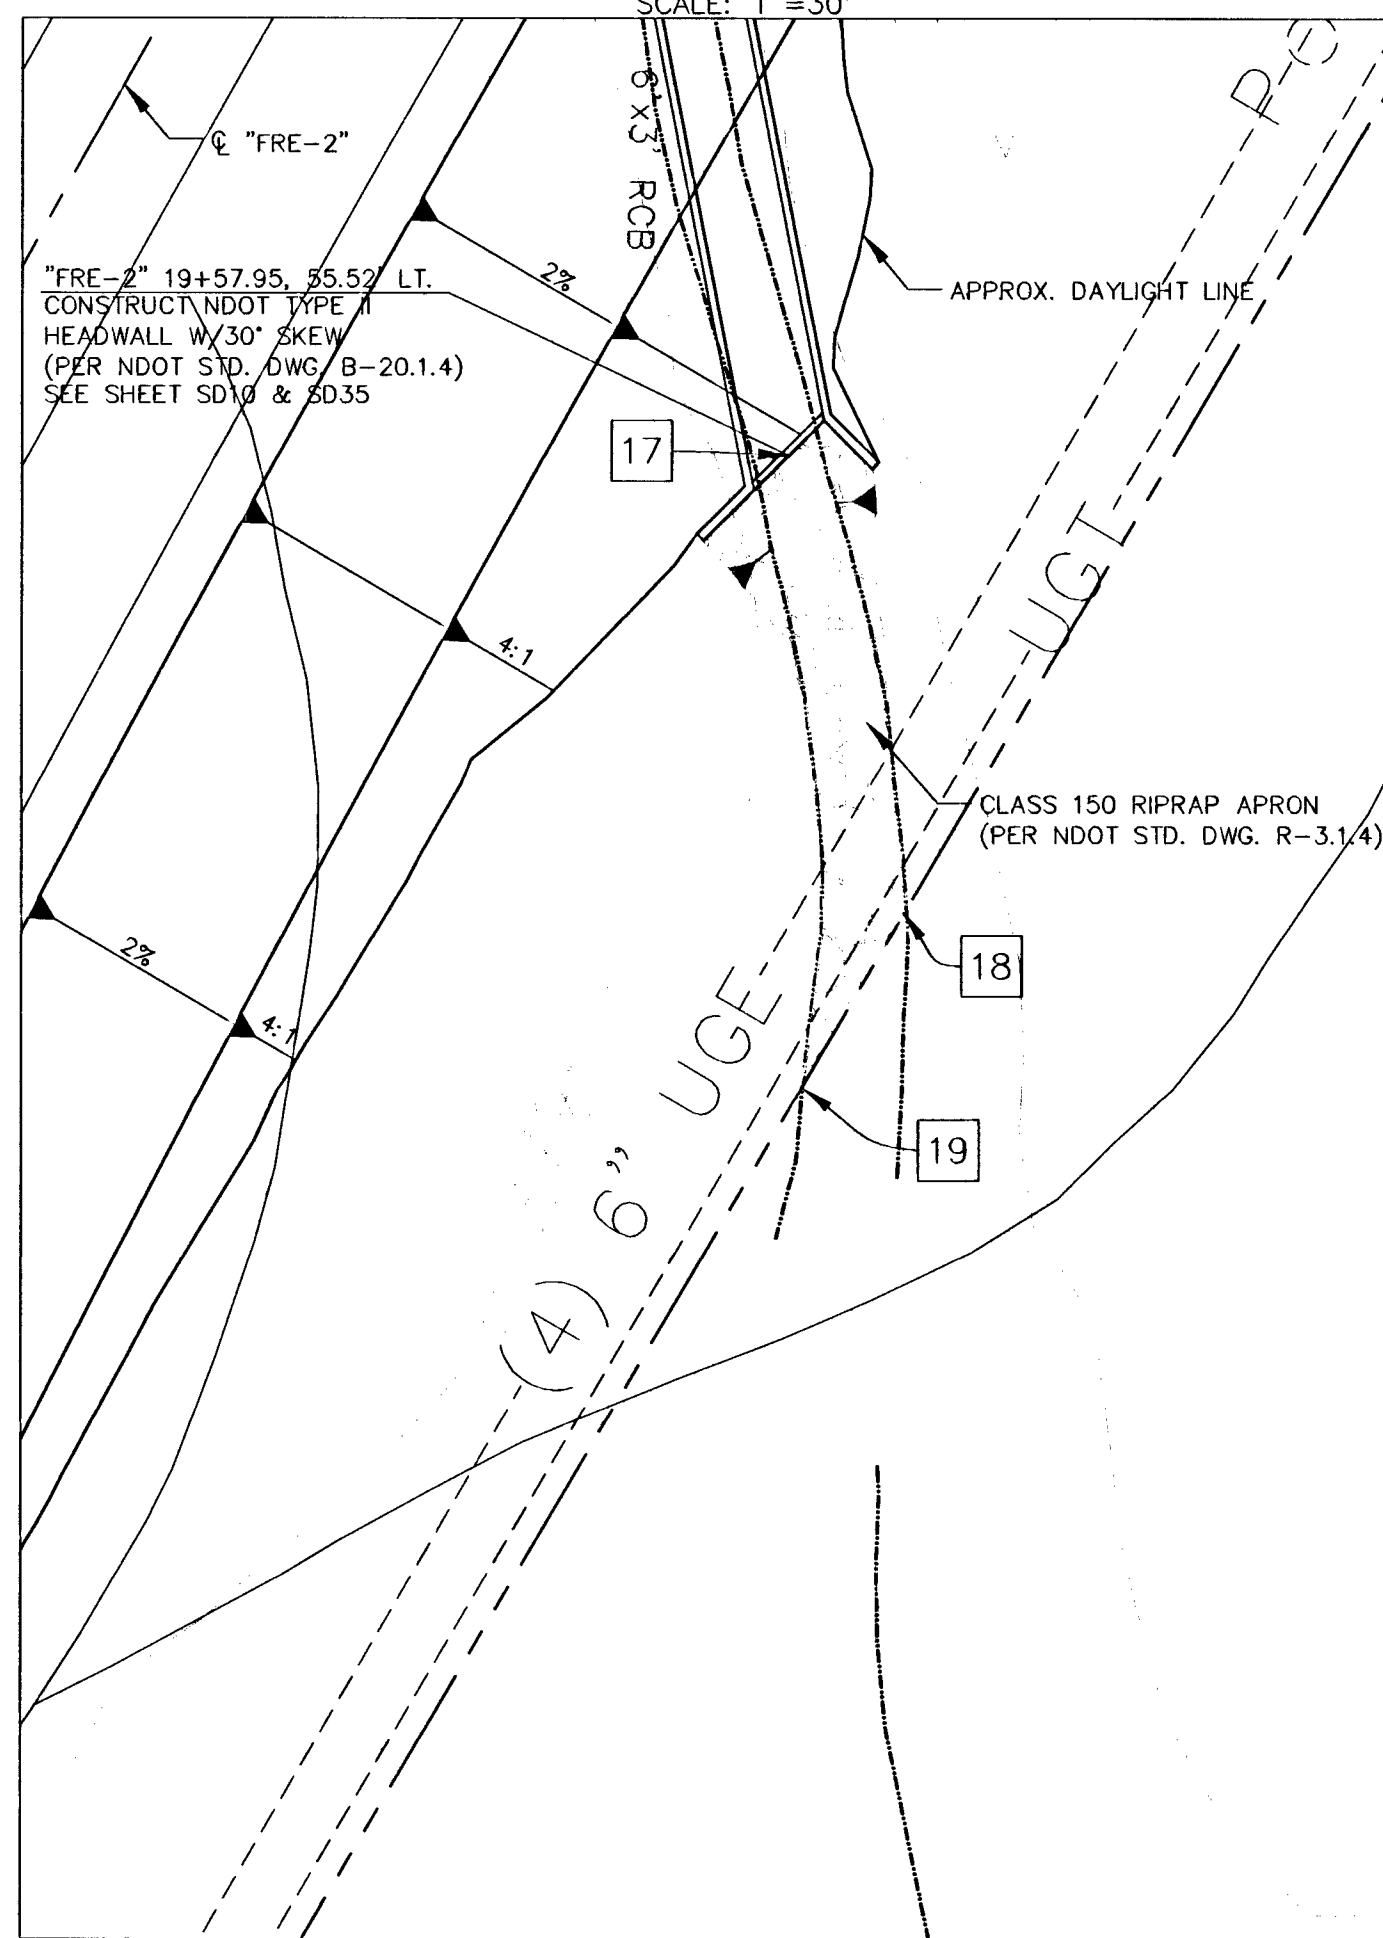 SCALE: 1"=30'
℄ "FRE-2"
6'x3' RCB
P
"FRE-2" 19+57.95, 55.52' LT.
CONSTRUCT NDOT TYPE II
HEADWALL W/30° SKEW
(PER NDOT STD. DWG. B-20.1.4)
SEE SHEET SD10 & SD35
2%
APPROX. DAYLIGHT LINE
17
UGT
4:1
CLASS 150 RIPRAP APRON
(PER NDOT STD. DWG. R-3.1.4)
2%
4:1
18
19
(4) 6" UGE